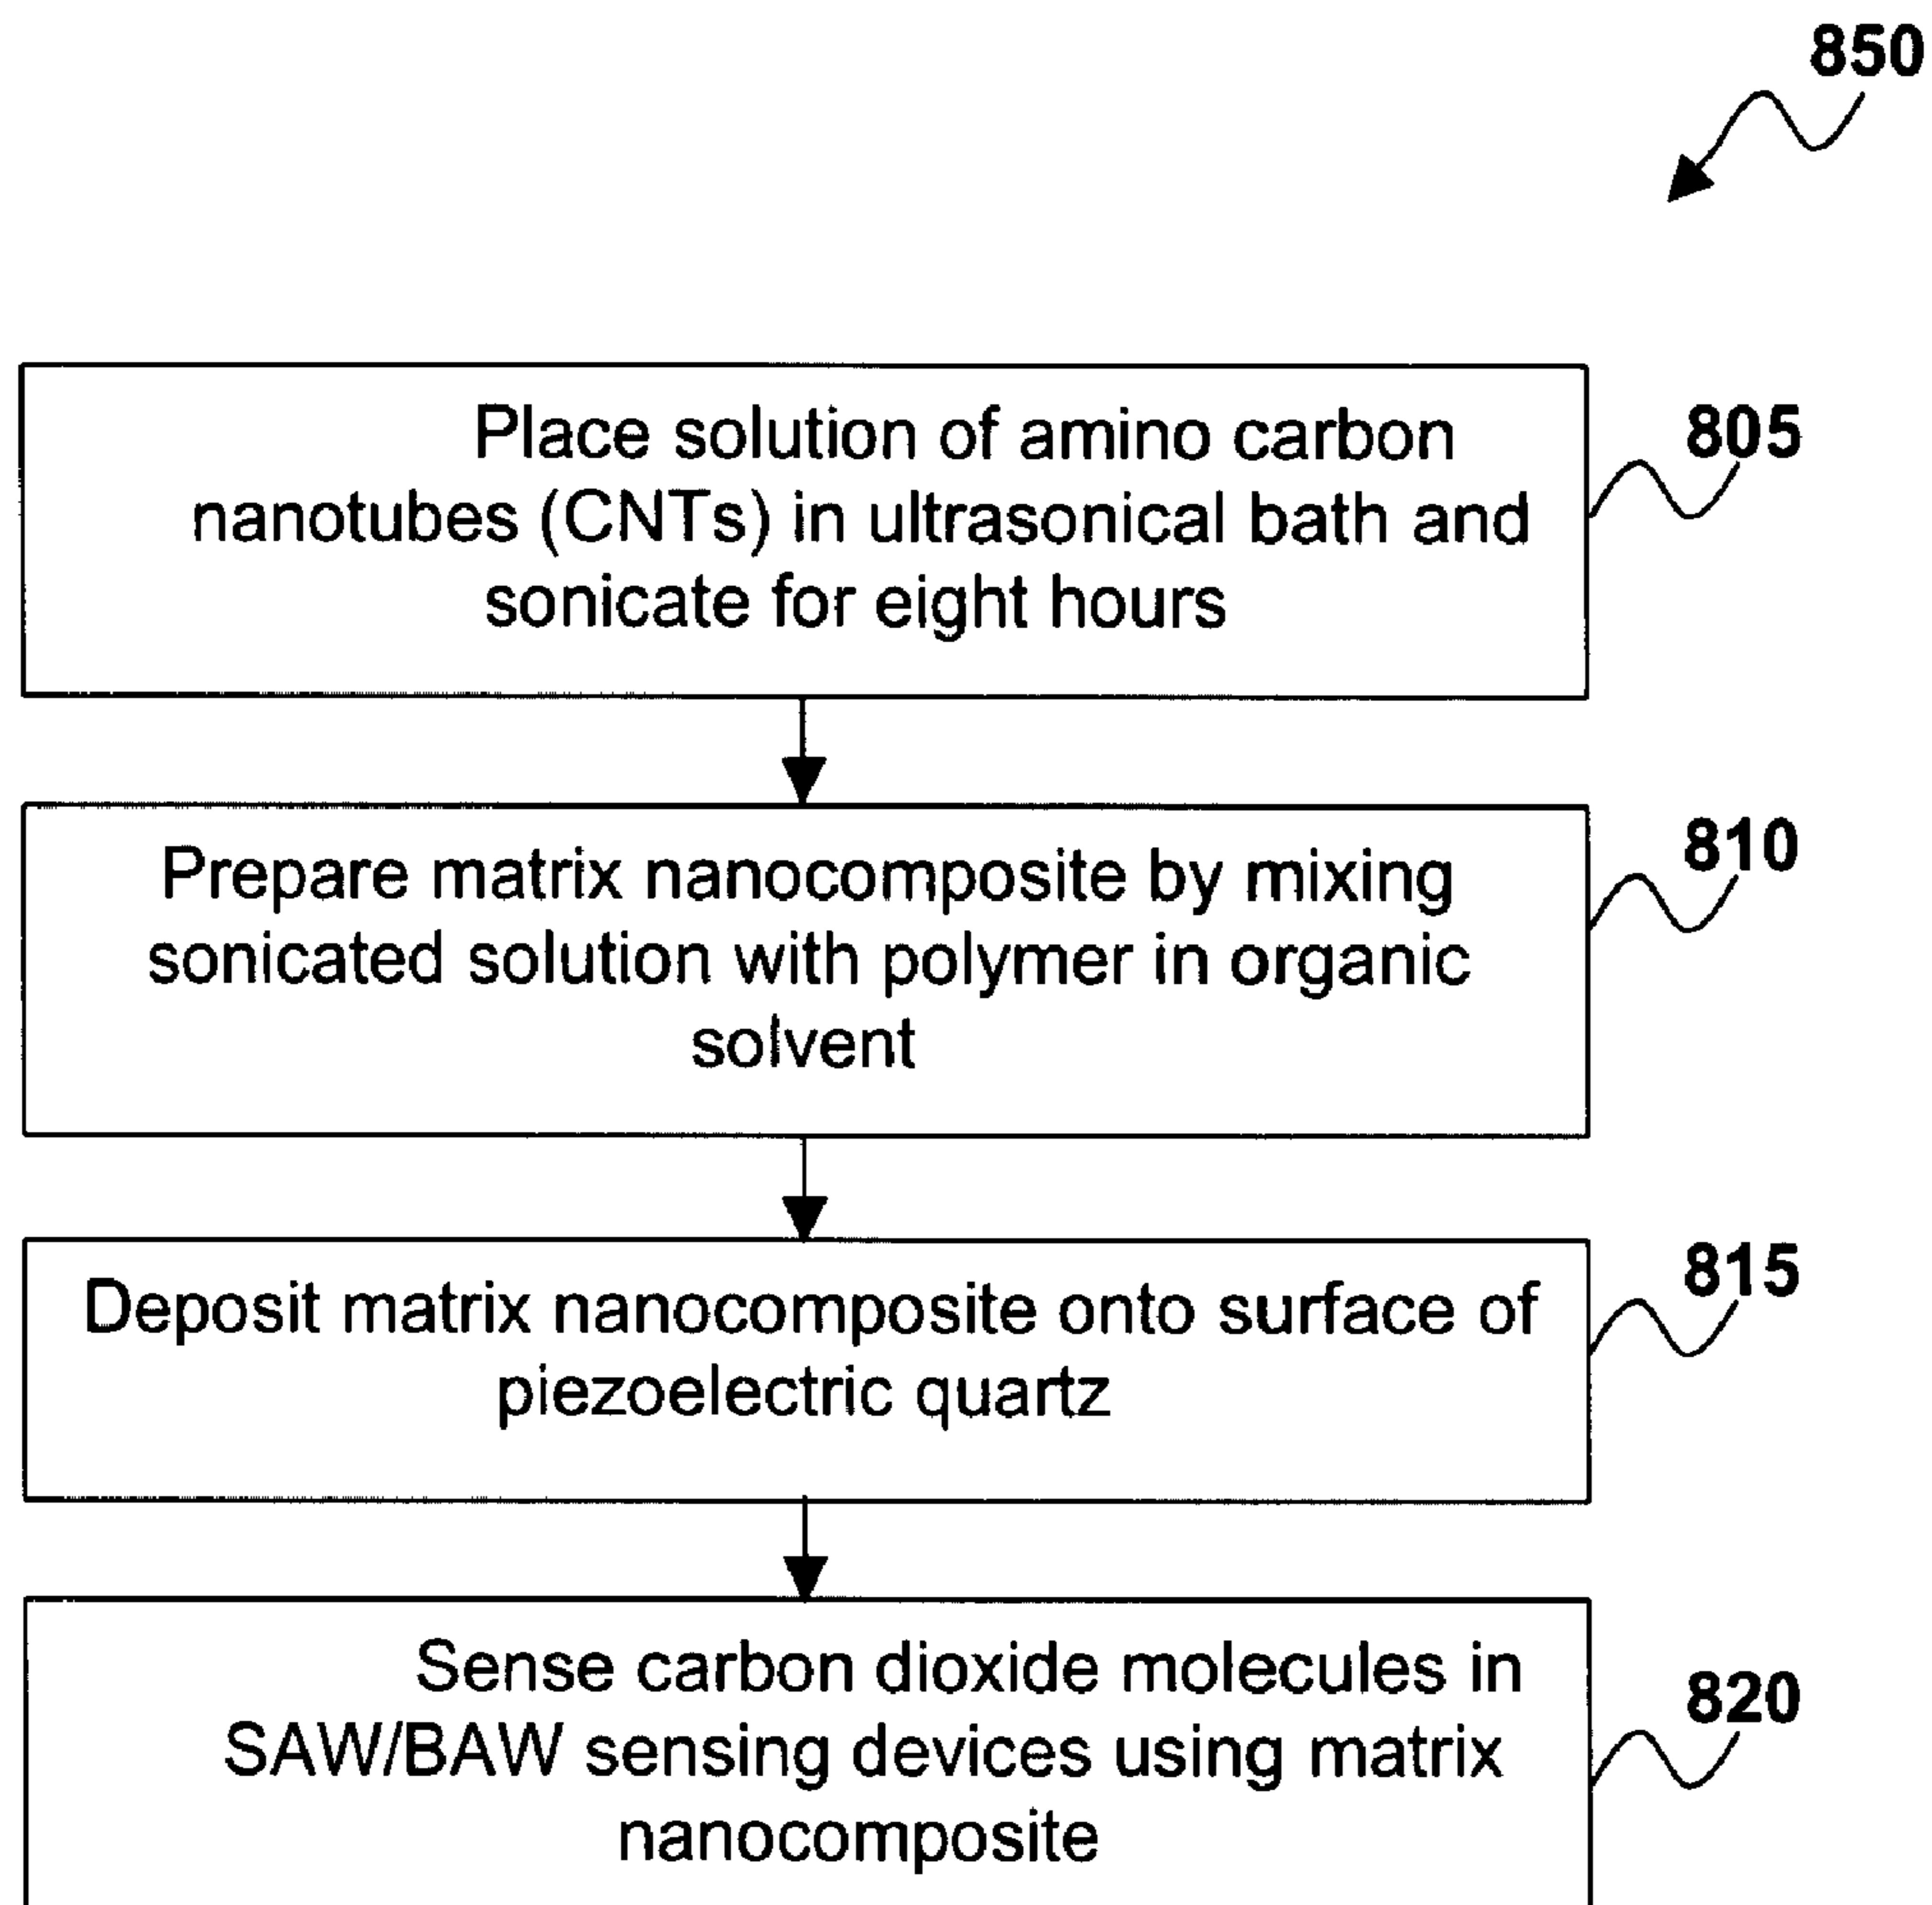 850
Place solution of amino carbon
nanotubes (CNTs) in ultrasonical bath and
sonicate for eight hours
805
Prepare matrix nanocomposite by mixing
sonicated solution with polymer in organic
solvent
810
Deposit matrix nanocomposite onto surface of
piezoelectric quartz
815
Sense carbon dioxide molecules in
SAW/BAW sensing devices using matrix
nanocomposite
820